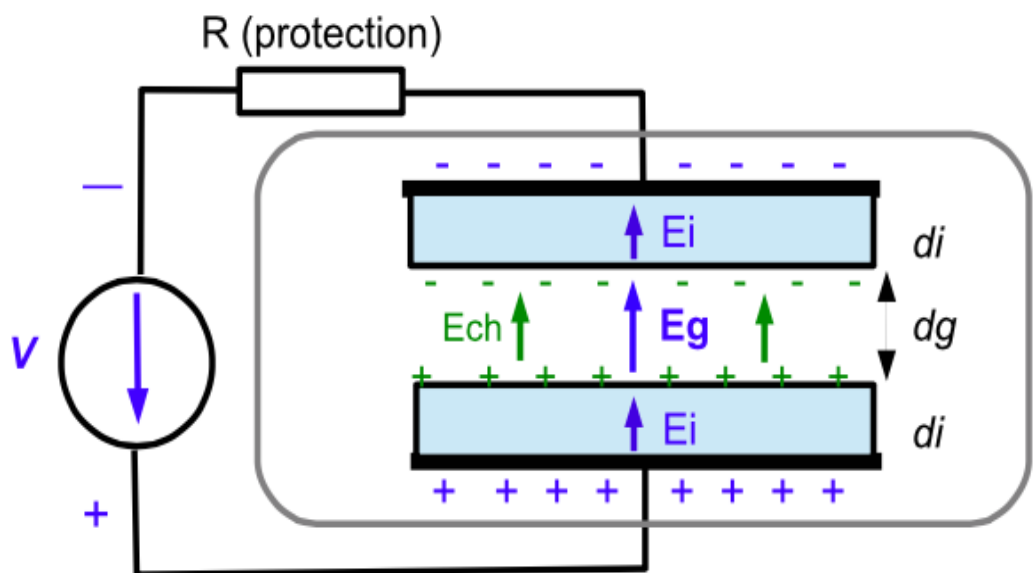 R (protection)
- - - - - - - -
—
Ei
di
- - - - - - - -
V
Ech
Eg
dg
+ + + + + + + +
Ei
di
+
+ + + + + + + +